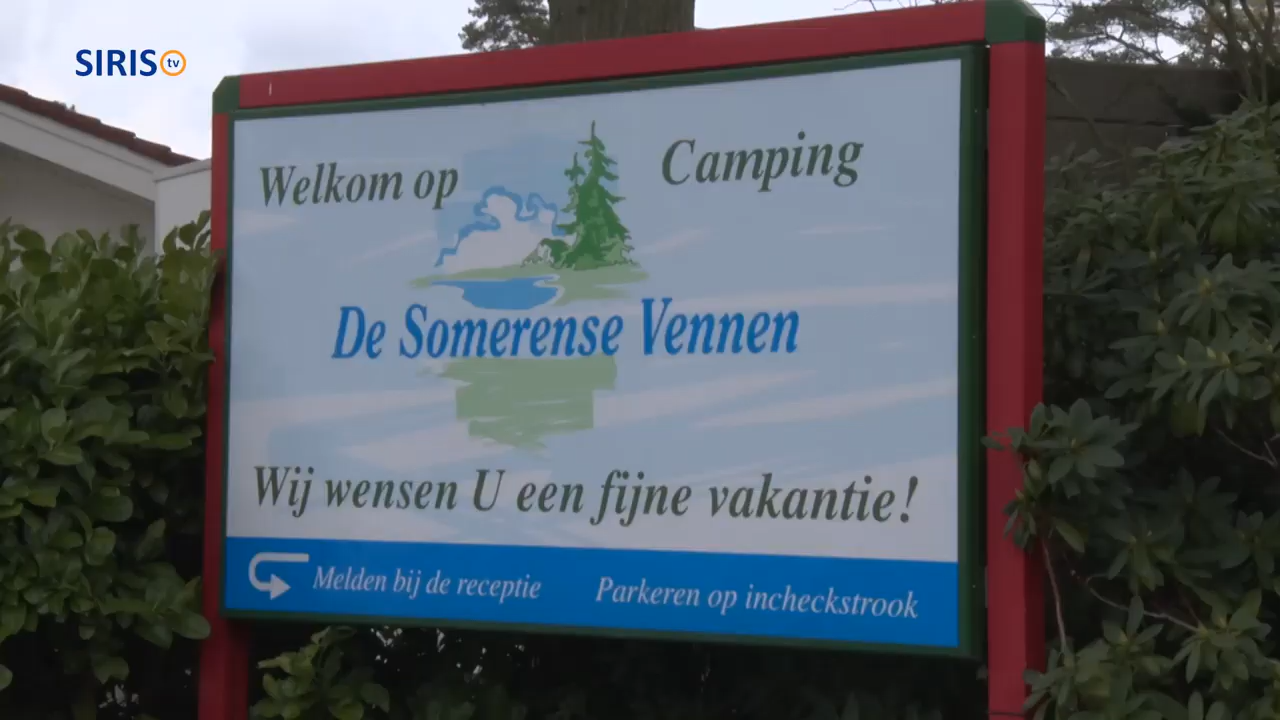 SIRIS tv
Welkom op Camping
De Somerense Vennen
Wij wensen U een fijne vakantie!
Melden bij de receptie Parkeren op incheckstrook